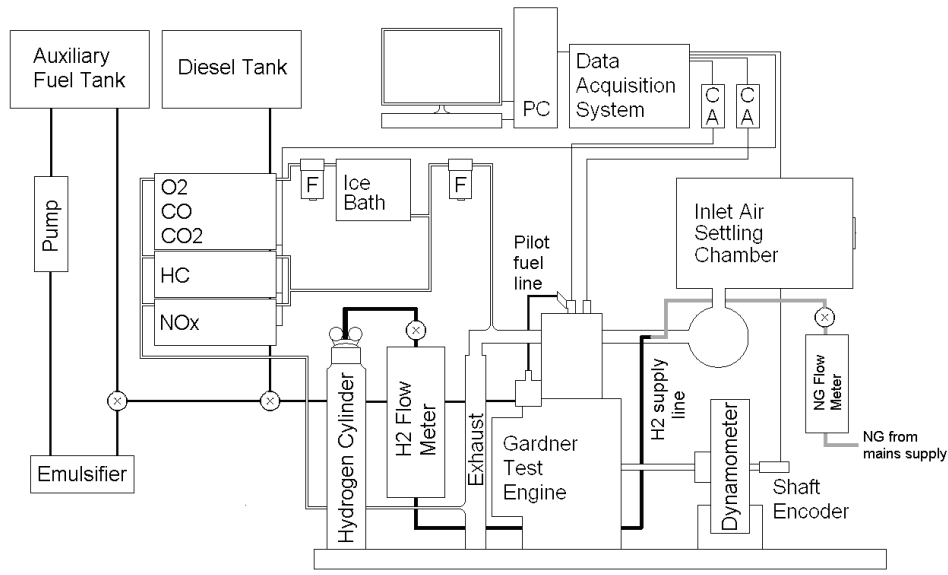 Auxiliary
Fuel Tank
Diesel Tank
PC
Data
Acquisition
System
C
A
C
A
Pump
O2
CO
CO2
HC
NOx
F
Ice
Bath
F
Pilot
fuel
line
Inlet Air
Settling
Chamber
Emulsifier
Hydrogen Cylinder
H2 Flow
Meter
Exhaust
Gardner
Test
Engine
H2 supply
line
Dynamometer
NG Flow
Meter
NG from
mains supply
Shaft
Encoder